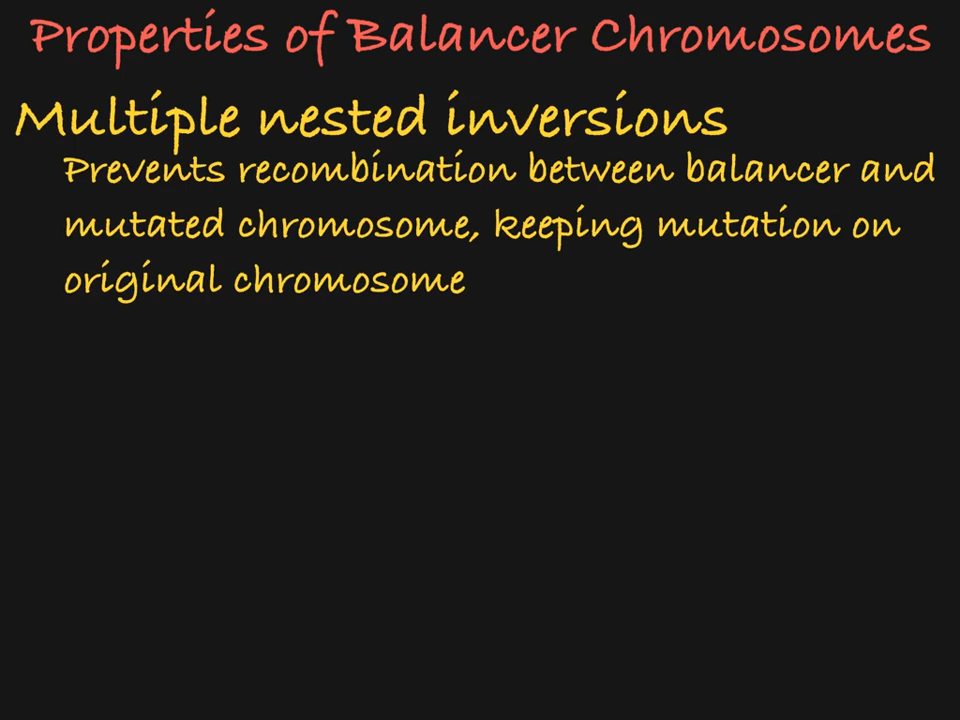 Properties of Balancer Chromosomes
Multiple nested inversions
Prevents recombination between balancer and
mutated chromosome, keeping mutation on
original chromosome